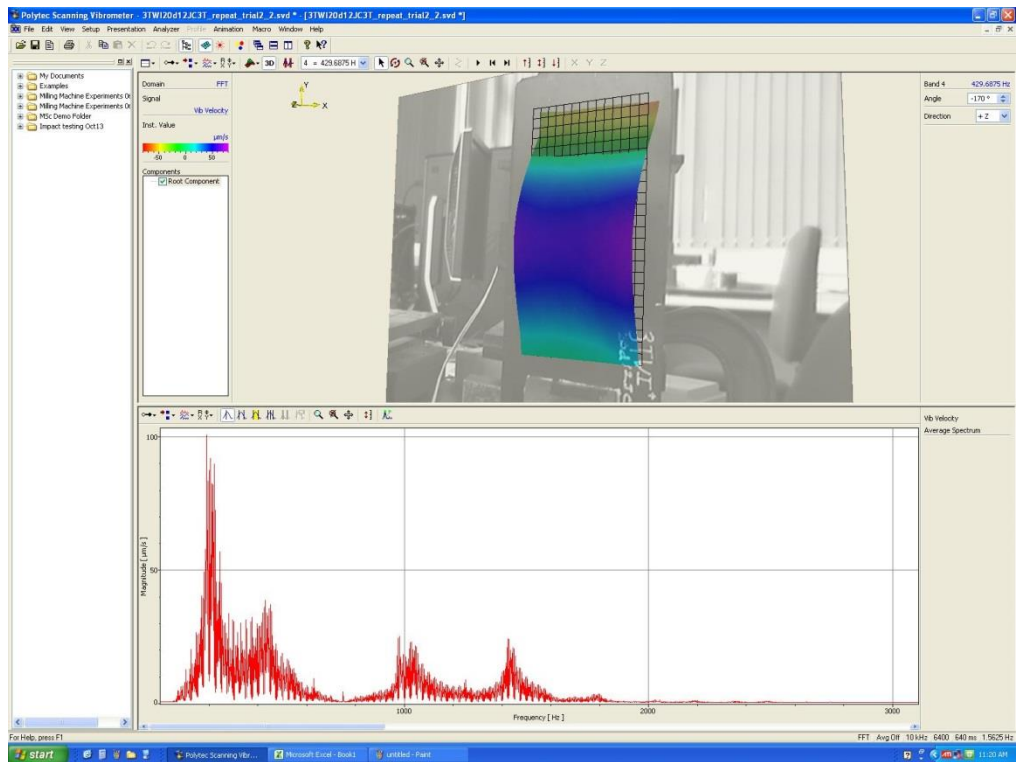 Polytec Scanning Vibrometer - 3TWI20d12JC3T_repeat_trial2_2.svd * - [3TWI20d12JC3T_repeat_trial2_2.svd *]
File Edit View Setup Presentation Analyzer Profile Animation Macro Window Help
3D 4 = 429.6875 H X Y Z
My Documents
Examples
Milling Machine Experiments
Milling Machine Experiments
MSc Demo Folder
Impact testing Oct13
Domain FFT
Signal
Vib Velocity
Inst. Value
µm/s
-50 0 50
Components
Root Component
Y
X
3TWI
Band 4 429.6875 Hz
Angle -170 °
Direction + Z
Vib Velocity
Average Spectrum
Magnitude [ µm/s ]
100
50
0
1000 2000 3000
Frequency [ Hz ]
For Help, press F1
FFT Avg Off 10 kHz 6400 640 ms 1.5625 Hz
start
Polytec Scanning Vibr...
Microsoft Excel - Book1
untitled - Paint
11:20 AM